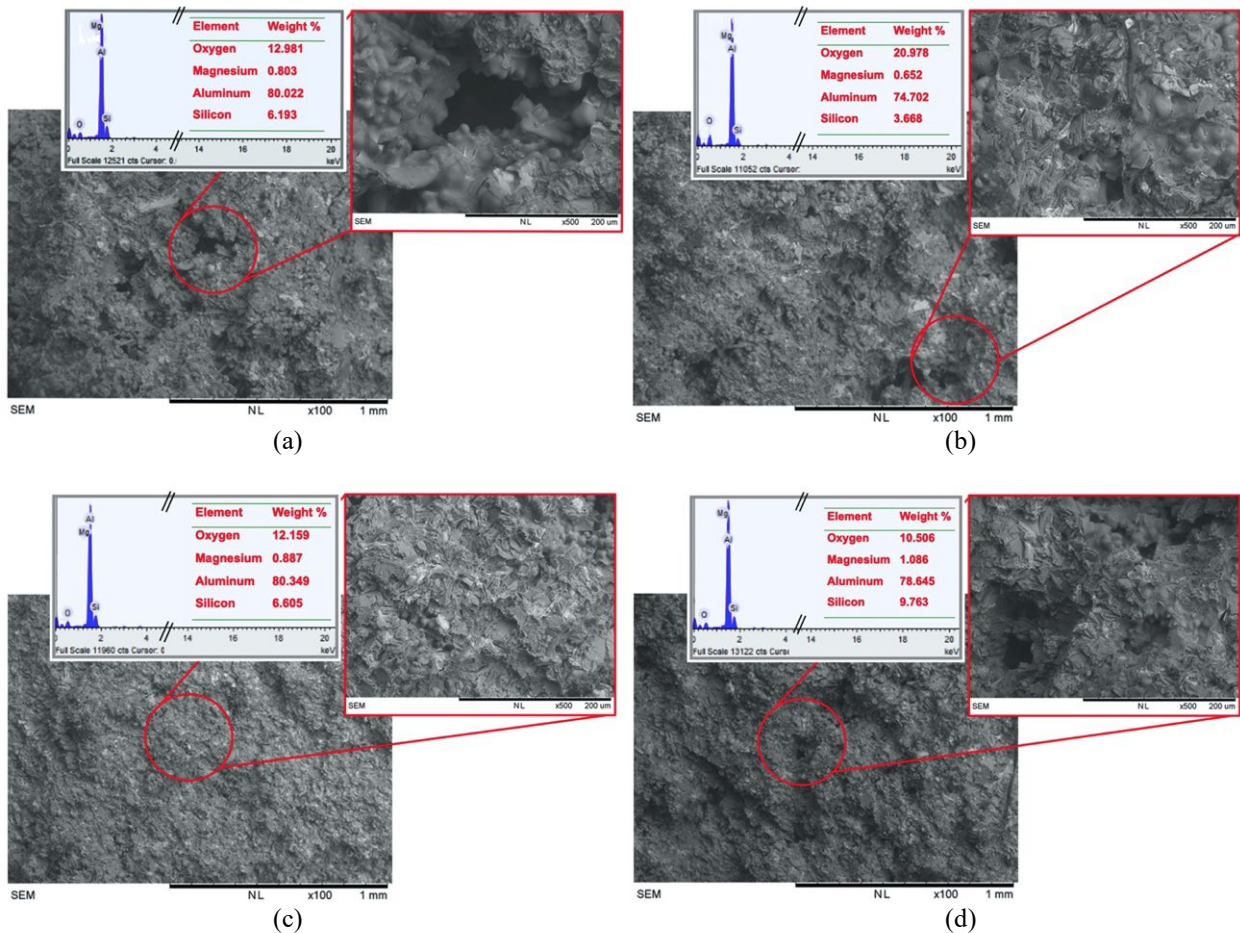 Element Weight %
Oxygen 12.981
Magnesium 0.803
Aluminum 80.022
Silicon 6.193
Mg
Al
O
Si
0 2 4 14 16 18 20
Full Scale 12521 cts Cursor: keV
SEM NL x500 200 um
SEM NL x100 1 mm
(a)
Element Weight %
Oxygen 20.978
Magnesium 0.652
Aluminum 74.702
Silicon 3.668
Mg
Al
O
Si
0 2 4 14 16 18 20
Full Scale 11052 cts Cursor: keV
SEM NL x500 200 um
SEM NL x100 1 mm
(b)
Element Weight %
Oxygen 12.159
Magnesium 0.887
Aluminum 80.349
Silicon 6.605
Al
Mg
O
Si
0 2 4 14 16 18 20
Full Scale 11960 cts Cursor: keV
SEM NL x500 200 um
SEM NL x100 1 mm
(c)
Element Weight %
Oxygen 10.506
Magnesium 1.086
Aluminum 78.645
Silicon 9.763
Mg
Al
O
Si
0 2 4 14 16 18 20
Full Scale 13122 cts keV
SEM NL x500 200 um
SEM NL x100 1 mm
(d)